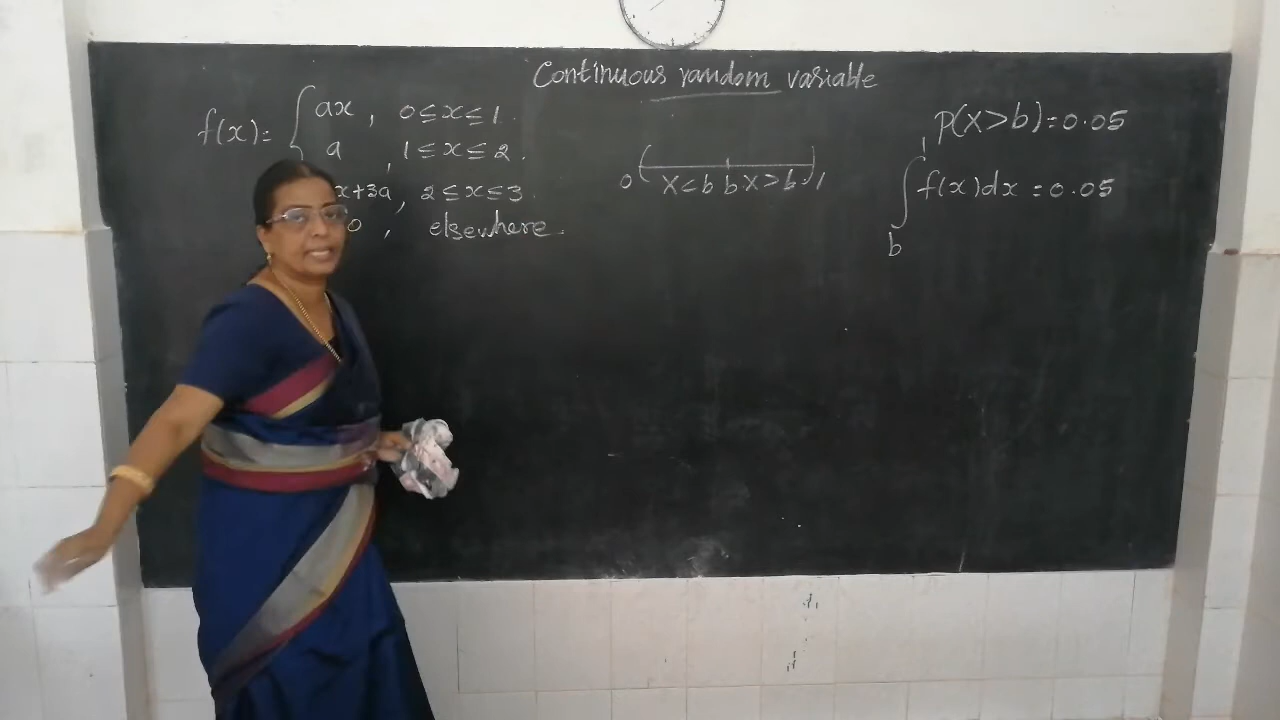 Continuous random variable
f(x)= { ax , 0≤x≤1.
a , 1≤x≤2.
x+3a, 2≤x≤3.
0 , elsewhere.
0 ( X<b b X>b ) 1
P(X>b)=0.05
∫_b^1 f(x)dx =0.05